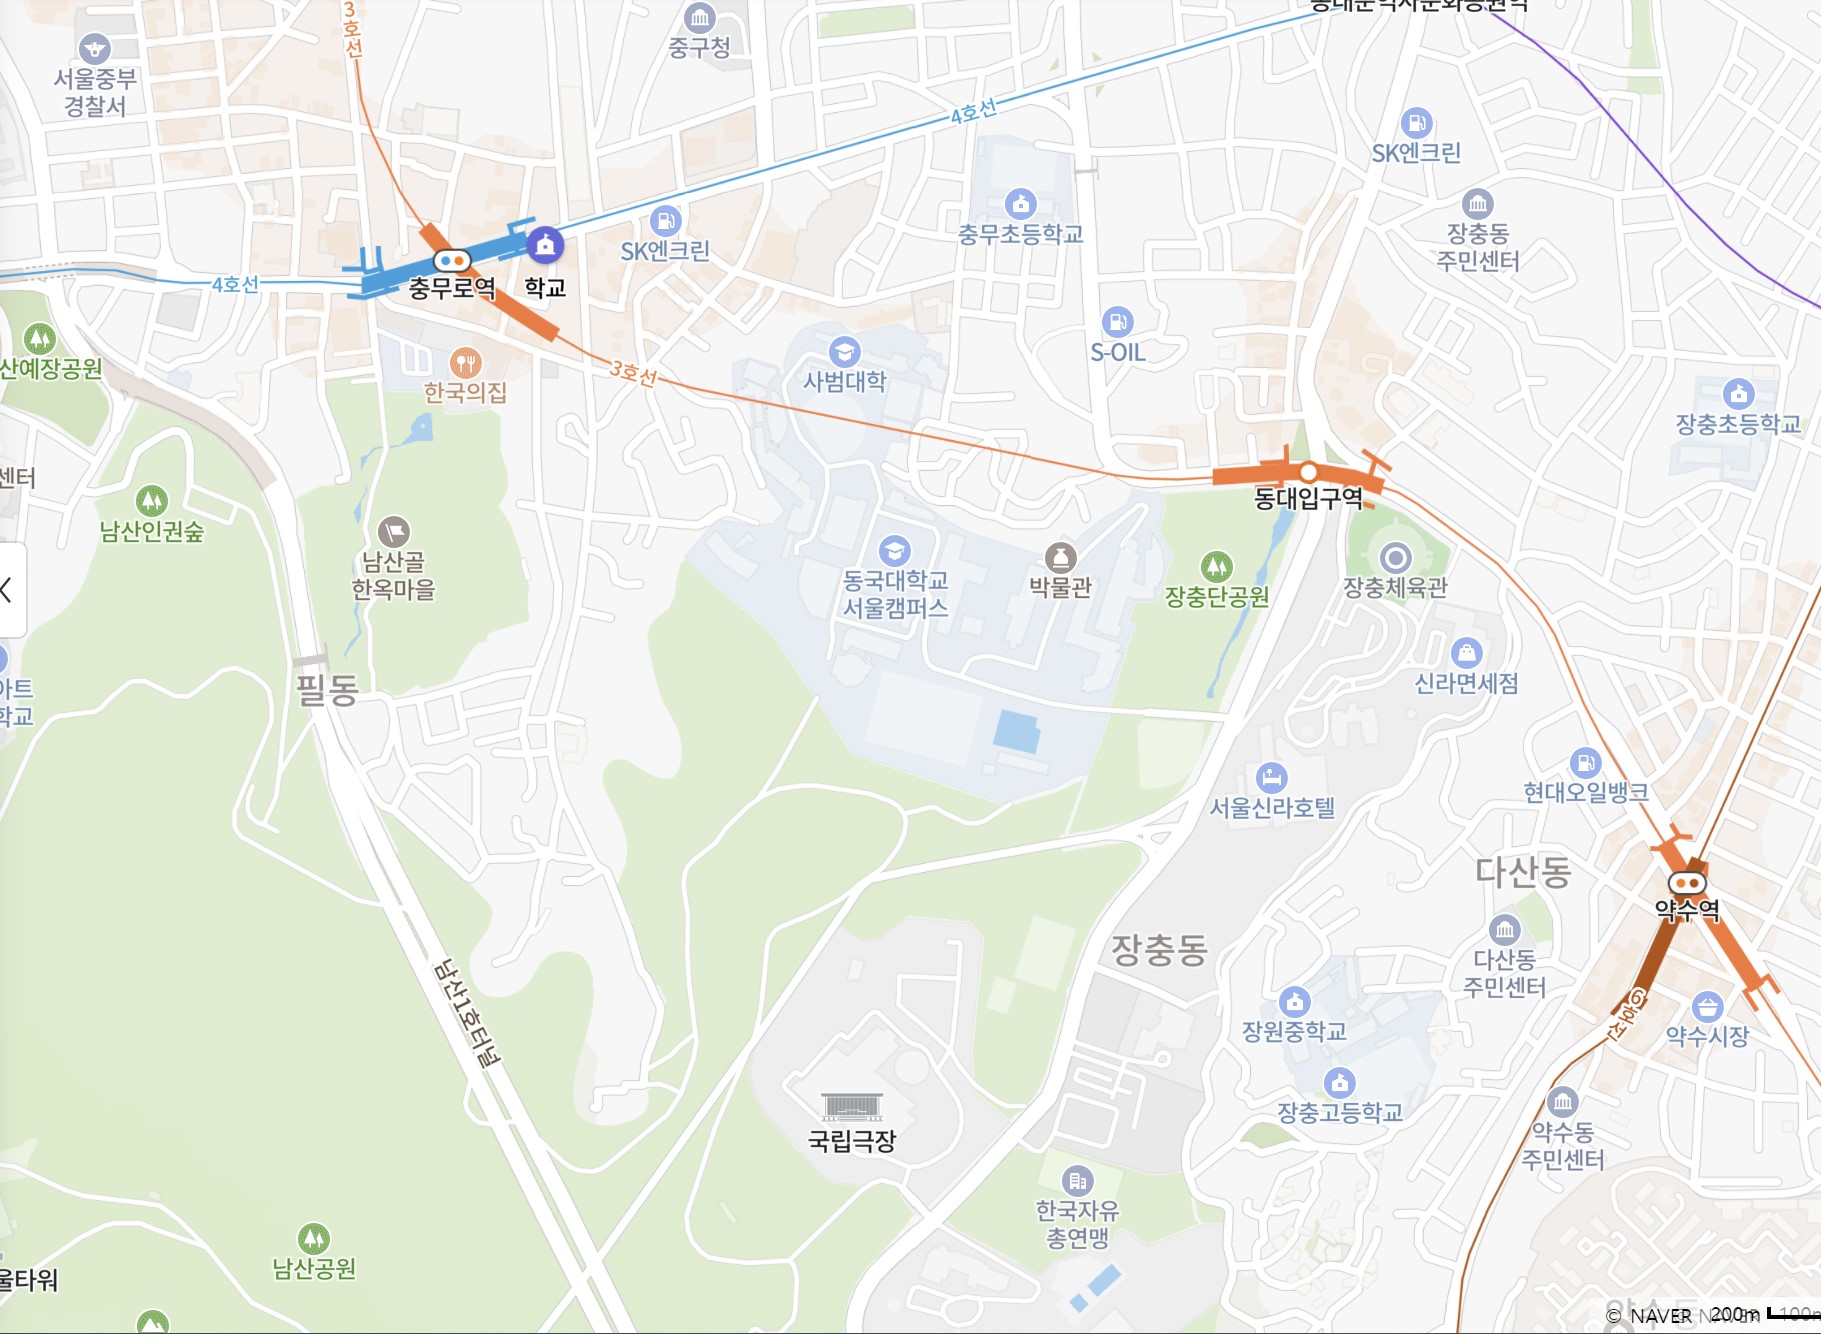 3호선
중구청
서울중부
경찰서
4호선
SK엔크린
충무초등학교
장충동
주민센터
SK엔크린
충무로역
학교
4호선
S-OIL
산예장공원
한국의집
3호선
사범대학
장충초등학교
센터
남산인권숲
남산골
한옥마을
동국대학교
서울캠퍼스
박물관
동대입구역
장충단공원
장충체육관
신라면세점
아트
학교
필동
서울신라호텔
현대오일뱅크
다산동
약수역
장충동
다산동
주민센터
남산1호터널
장원중학교
6호선
약수시장
장충고등학교
국립극장
약수동
주민센터
한국자유
총연맹
남산공원
울타워
© NAVER
200m
100m